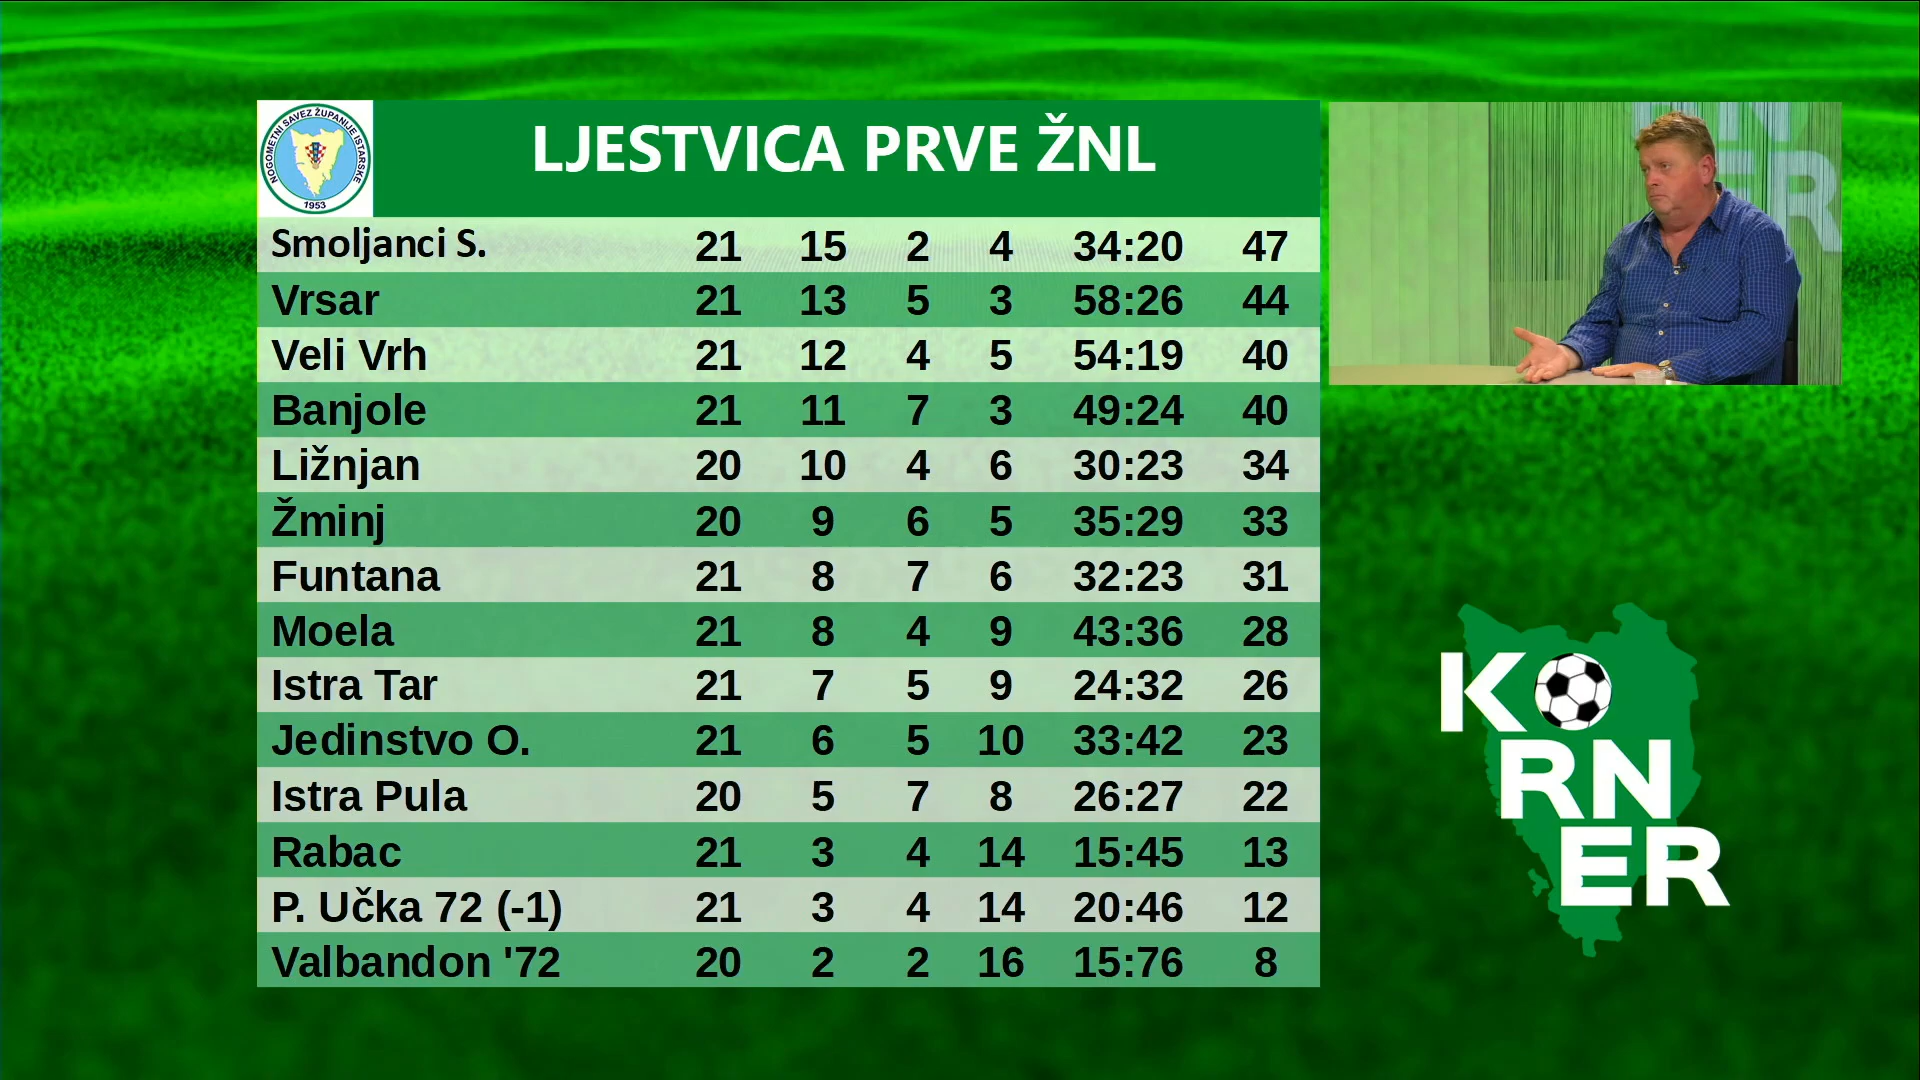 NOGOMETNI SAVEZ ŽUPANIJE ISTARSKE
1953
LJESTVICA PRVE ŽNL
Smoljanci S. 21 15 2 4 34:20 47
Vrsar 21 13 5 3 58:26 44
Veli Vrh 21 12 4 5 54:19 40
Banjole 21 11 7 3 49:24 40
Ližnjan 20 10 4 6 30:23 34
Žminj 20 9 6 5 35:29 33
Funtana 21 8 7 6 32:23 31
Moela 21 8 4 9 43:36 28
Istra Tar 21 7 5 9 24:32 26
Jedinstvo O. 21 6 5 10 33:42 23
Istra Pula 20 5 7 8 26:27 22
Rabac 21 3 4 14 15:45 13
P. Učka 72 (-1) 21 3 4 14 20:46 12
Valbandon '72 20 2 2 16 15:76 8
KORNER